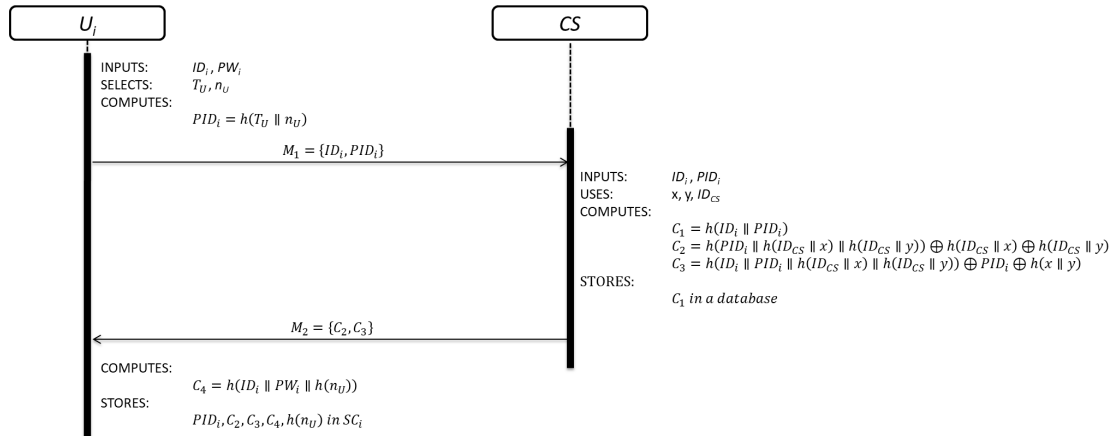 U_i CS
INPUTS: ID_i, PW_i
SELECTS: T_U, n_U
COMPUTES:
PID_i = h(T_U ∥ n_U)
M_1 = {ID_i, PID_i}
INPUTS: ID_i, PID_i
USES: x, y, ID_CS
COMPUTES:
C_1 = h(ID_i ∥ PID_i)
C_2 = h(PID_i ∥ h(ID_CS ∥ x) ∥ h(ID_CS ∥ y)) ⊕ h(ID_CS ∥ x) ⊕ h(ID_CS ∥ y)
C_3 = h(ID_i ∥ PID_i ∥ h(ID_CS ∥ x) ∥ h(ID_CS ∥ y)) ⊕ PID_i ⊕ h(x ∥ y)
STORES:
C_1 in a database
M_2 = {C_2, C_3}
COMPUTES:
C_4 = h(ID_i ∥ PW_i ∥ h(n_U))
STORES:
PID_i, C_2, C_3, C_4, h(n_U) in SC_i